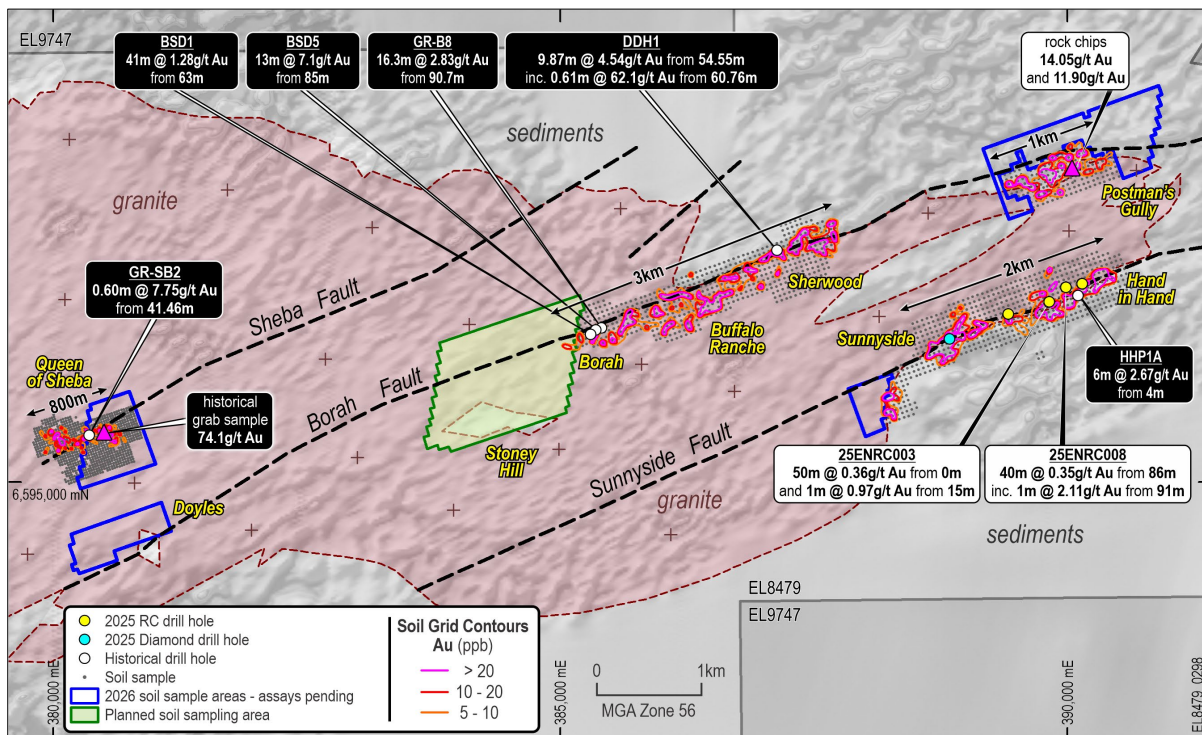 EL9747
BSD1
41m @ 1.28g/t Au
from 63m
BSD5
13m @ 7.1g/t Au
from 85m
GR-B8
16.3m @ 2.83g/t Au
from 90.7m
DDH1
9.87m @ 4.54g/t Au from 54.55m
inc. 0.61m @ 62.1g/t Au from 60.76m
rock chips
14.05g/t Au
and 11.90g/t Au
sediments
1km
granite
Postman's
Gully
GR-SB2
0.60m @ 7.75g/t Au
from 41.46m
3km
Sherwood
2km
Hand
in Hand
Sheba Fault
Buffalo
Ranche
Sunnyside
Borah
Queen
of Sheba
800m
historical
grab sample
74.1g/t Au
Borah Fault
HHP1A
6m @ 2.67g/t Au
from 4m
Stoney
Hill
Sunnyside Fault
25ENRC003
50m @ 0.36g/t Au from 0m
and 1m @ 0.97g/t Au from 15m
25ENRC008
40m @ 0.35g/t Au from 86m
inc. 1m @ 2.11g/t Au from 91m
6,595,000 mN
Doyles
granite
sediments
EL8479
EL9747
2025 RC drill hole
2025 Diamond drill hole
Historical drill hole
Soil sample
2026 soil sample areas - assays pending
Planned soil sampling area
Soil Grid Contours
Au (ppb)
> 20
10 - 20
5 - 10
0 1km
MGA Zone 56
380,000 mE
385,000 mE
390,000 mE
EL8479_0298